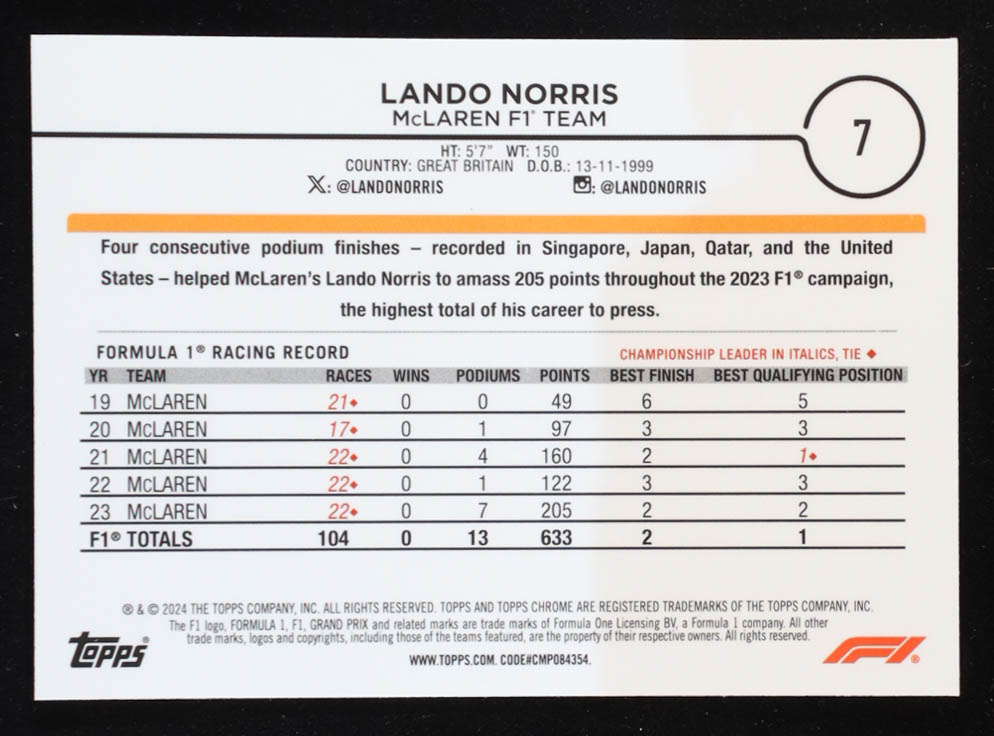 LANDO NORRIS
McLAREN F1® TEAM
7
HT: 5'7" WT: 150
COUNTRY: GREAT BRITAIN D.O.B.: 13-11-1999
X: @LANDONORRIS : @LANDONORRIS
Four consecutive podium finishes – recorded in Singapore, Japan, Qatar, and the United
States – helped McLaren's Lando Norris to amass 205 points throughout the 2023 F1® campaign,
the highest total of his career to press.
FORMULA 1® RACING RECORD CHAMPIONSHIP LEADER IN ITALICS, TIE ◆
YR TEAM RACES WINS PODIUMS POINTS BEST FINISH BEST QUALIFYING POSITION
19 McLAREN 21◆ 0 0 49 6 5
20 McLAREN 17◆ 0 1 97 3 3
21 McLAREN 22◆ 0 4 160 2 1◆
22 McLAREN 22◆ 0 1 122 3 3
23 McLAREN 22◆ 0 7 205 2 2
F1® TOTALS 104 0 13 633 2 1
® & © 2024 THE TOPPS COMPANY, INC. ALL RIGHTS RESERVED. TOPPS AND TOPPS CHROME ARE REGISTERED TRADEMARKS OF THE TOPPS COMPANY, INC.
The F1 logo, FORMULA 1, F1, GRAND PRIX and related marks are trade marks of Formula One Licensing BV, a Formula 1 company. All other
trade marks, logos and copyrights, including those of the teams featured, are the property of their respective owners. All rights reserved.
WWW.TOPPS.COM. CODE#CMP084354.
Topps®
F1®